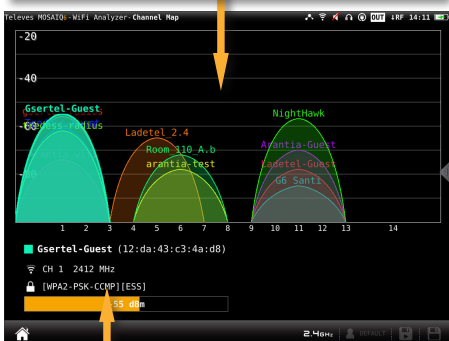 Televes MOSAIQ6-WiFi Analyzer-Channel Map OUT ↓RF 14:11
-20
-40
Gsertel-Guest
NightHawk
Ladetel 2.4
Room 110_A.b
Arantia-Guest
arantia-test
Ladetel-Guest
G6 Santi
1 2 3 4 5 6 7 8 9 10 11 12 13 14
Gsertel-Guest (12:da:43:c3:4a:d8)
CH 1 2412 MHz
[WPA2-PSK-CCMP][ESS]
55 dBm
2.4GHz DEFAULT